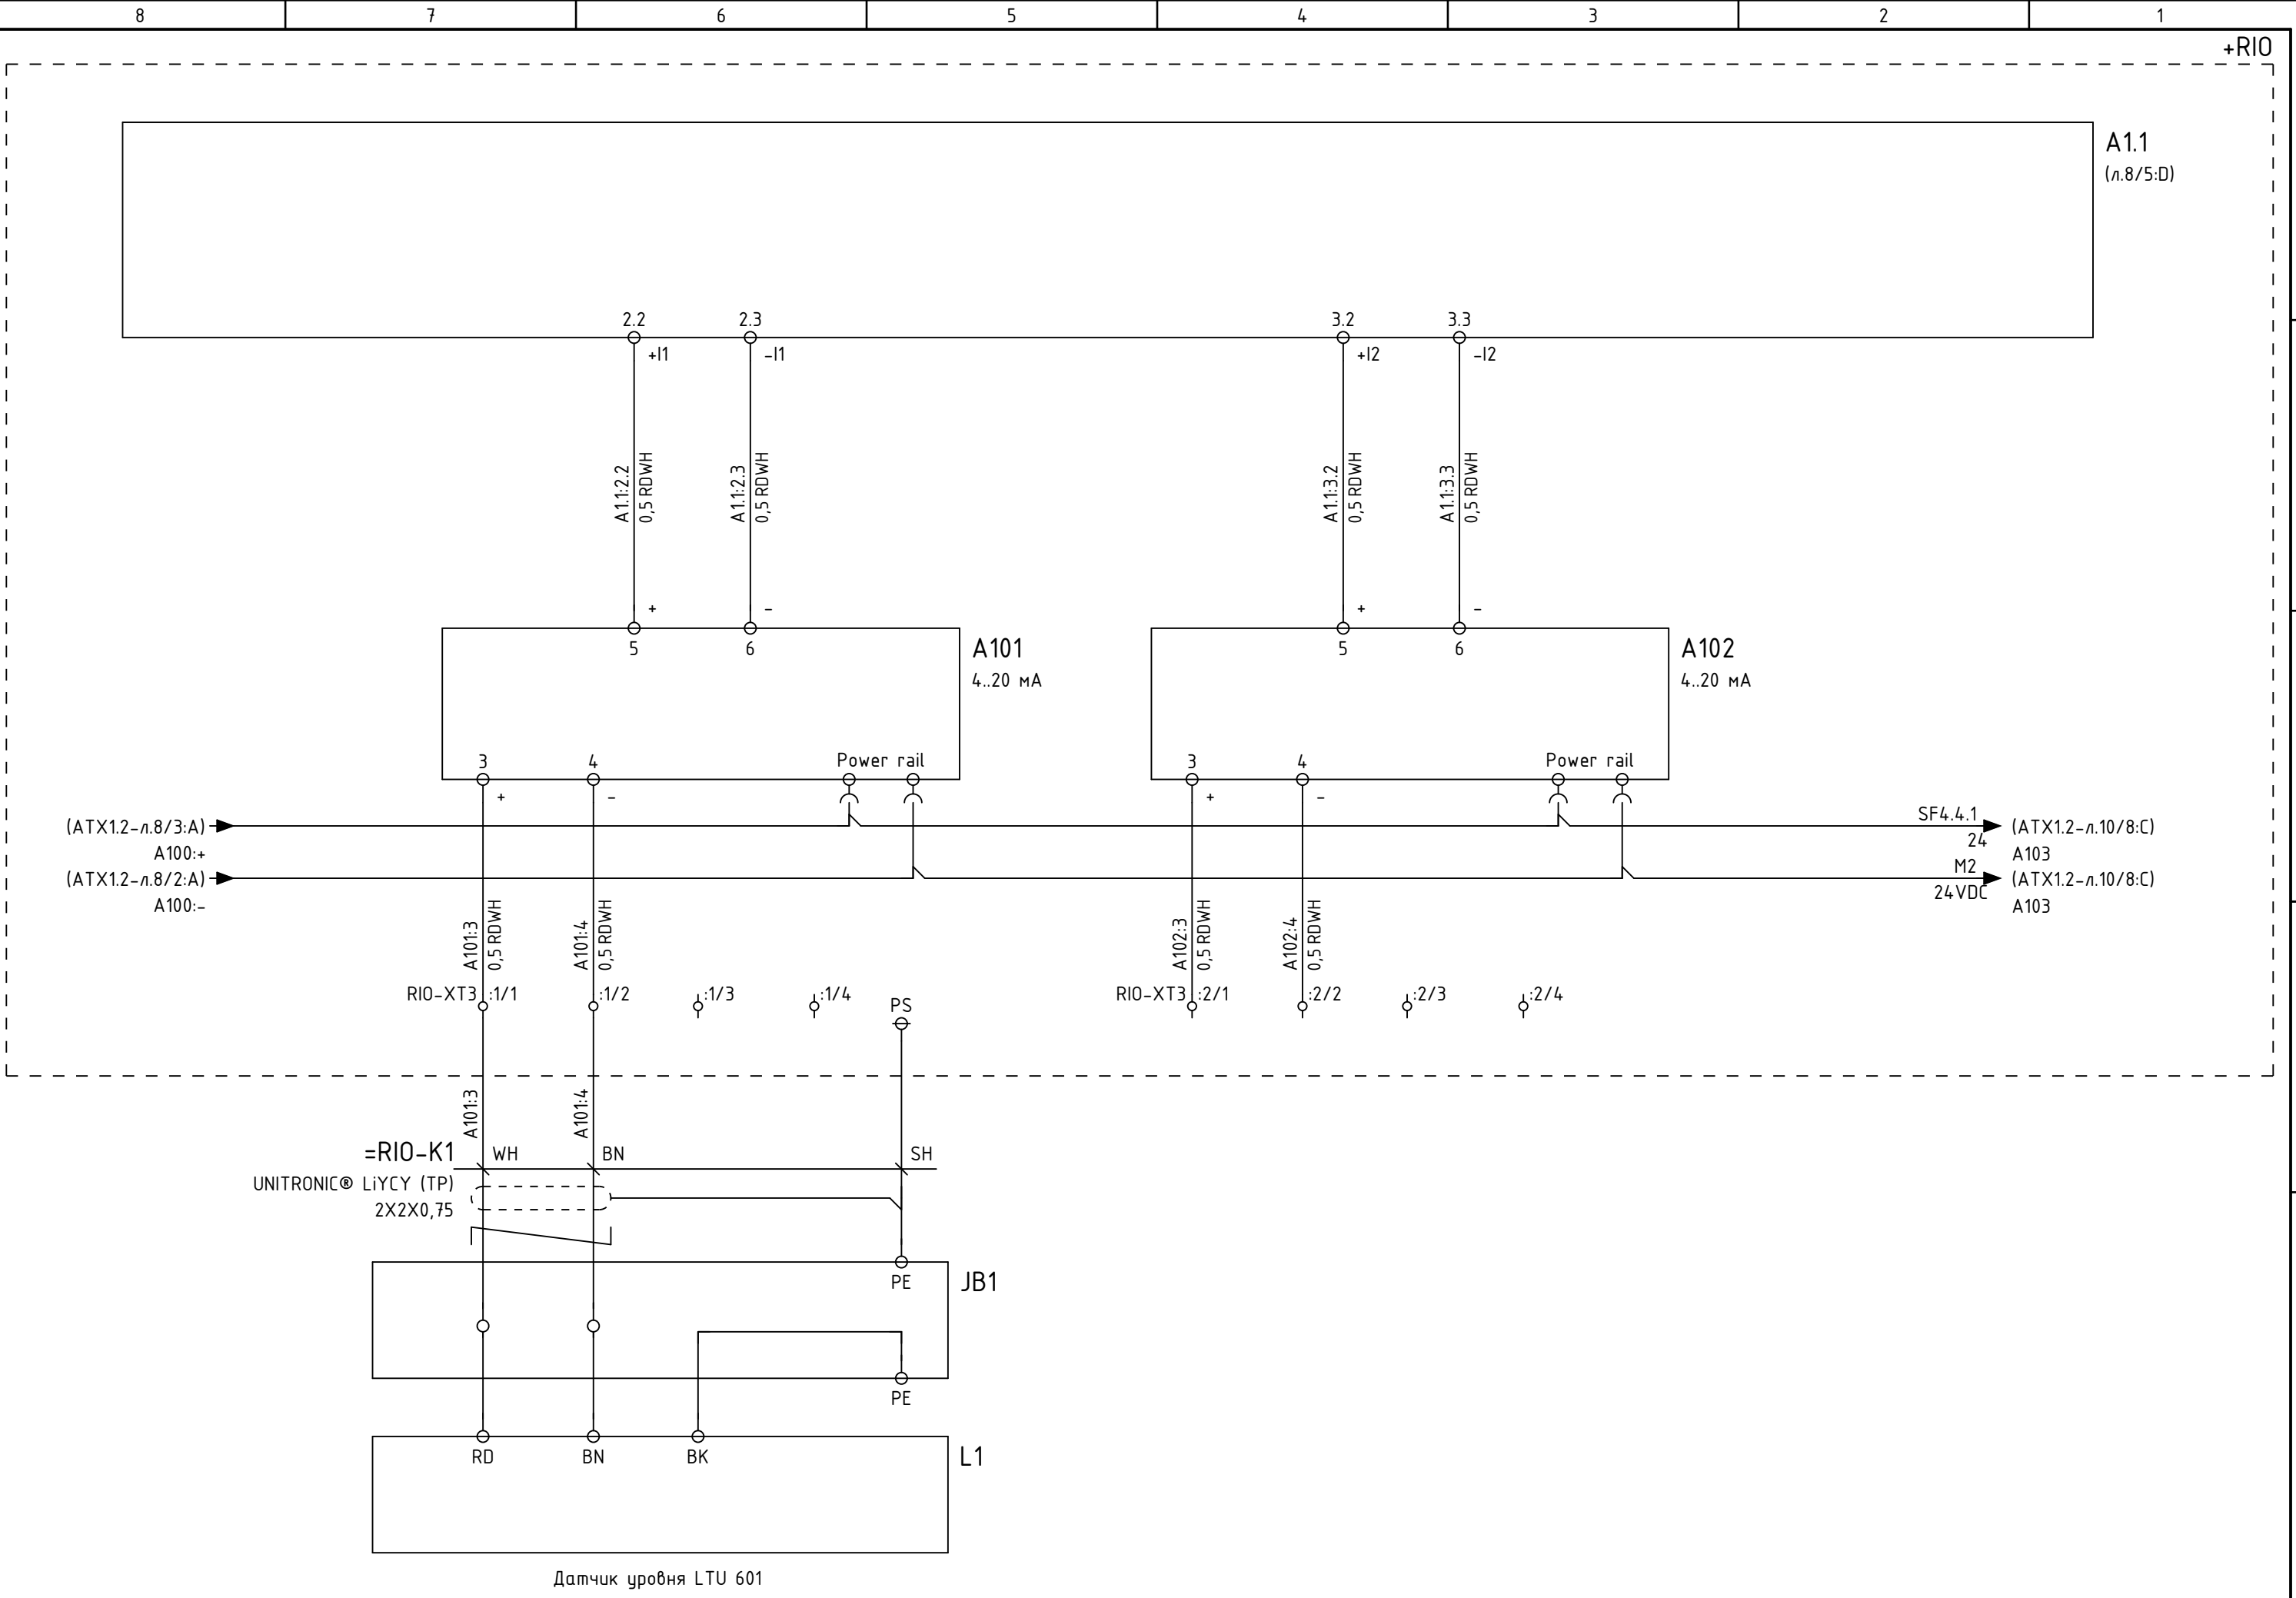 8 7 6 5 4 3 2 1
+RIO
A1.1
(л.8/5:D)
2.2 2.3 3.2 3.3
+I1 -I1 +I2 -I2
A1.1:2.2
0,5 RDWH
A1.1:2.3
0,5 RDWH
A1.1:3.2
0,5 RDWH
A1.1:3.3
0,5 RDWH
+ - + -
5 6
A101
4..20 мА
5 6
A102
4..20 мА
3 4 Power rail
3 4 Power rail
+ - + -
(ATX1.2-л.8/3:A)
A100:+
(ATX1.2-л.8/2:A)
A100:-
SF4.4.1
24
(ATX1.2-л.10/8:C)
A103
M2
24VDC
(ATX1.2-л.10/8:C)
A103
A101:3
0,5 RDWH
A101:4
0,5 RDWH
A102:3
0,5 RDWH
A102:4
0,5 RDWH
RIO-XT3 :1/1 :1/2 :1/3 :1/4 PS
RIO-XT3 :2/1 :2/2 :2/3 :2/4
A101:3
A101:4
=RIO-K1 WH BN SH
UNITRONIC® LiYCY (TP)
2X2X0,75
PE JB1
PE
RD BN BK L1
Датчик уровня LTU 601